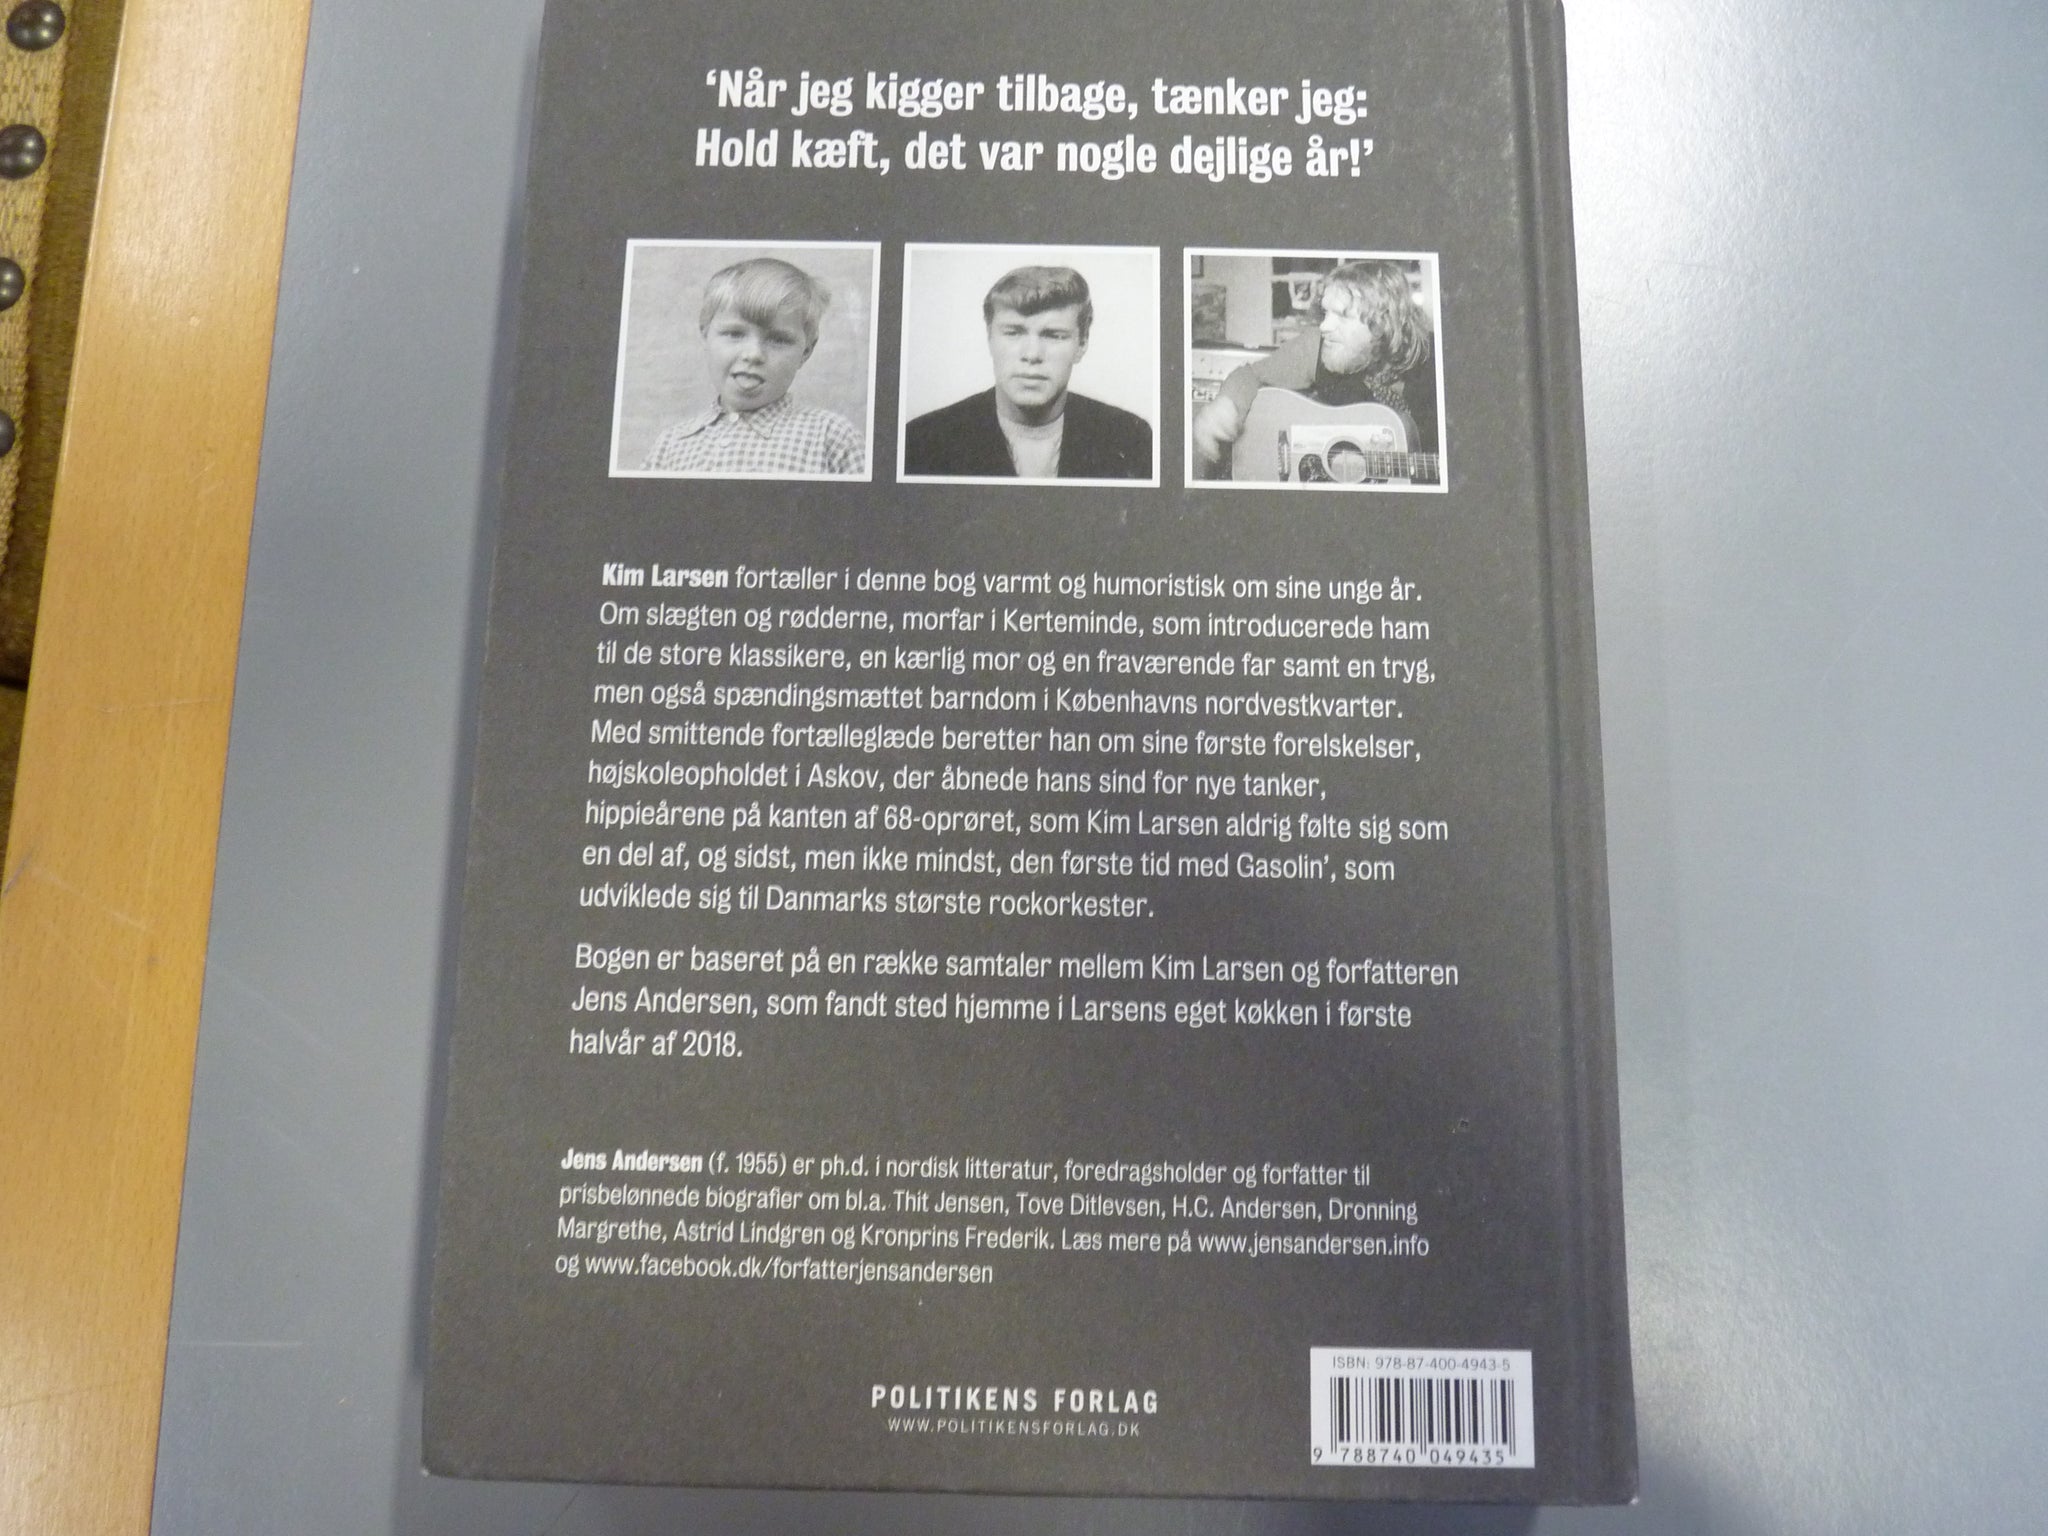 ‘Når jeg kigger tilbage, tænker jeg:
Hold kæft, det var nogle dejlige år!’
Kim Larsen fortæller i denne bog varmt og humoristisk om sine unge år.
Om slægten og rødderne, morfar i Kerteminde, som introducerede ham
til de store klassikere, en kærlig mor og en fraværende far samt en tryg,
men også spændingsmættet barndom i Københavns nordvestkvarter.
Med smittende fortælleglæde beretter han om sine første forelskelser,
højskoleopholdet i Askov, der åbnede hans sind for nye tanker,
hippieårene på kanten af 68-oprøret, som Kim Larsen aldrig følte sig som
en del af, og sidst, men ikke mindst, den første tid med Gasolin’, som
udviklede sig til Danmarks største rockorkester.
Bogen er baseret på en række samtaler mellem Kim Larsen og forfatteren
Jens Andersen, som fandt sted hjemme i Larsens eget køkken i første
halvår af 2018.
Jens Andersen (f. 1955) er ph.d. i nordisk litteratur, foredragsholder og forfatter til
prisbelønnede biografier om bl.a. Thit Jensen, Tove Ditlevsen, H.C. Andersen, Dronning
Margrethe, Astrid Lindgren og Kronprins Frederik. Læs mere på www.jensandersen.info
og www.facebook.dk/forfatterjensandersen
POLITIKENS FORLAG
WWW.POLITIKENSFORLAG.DK
ISBN: 978-87-400-4943-5
9 788740 049435